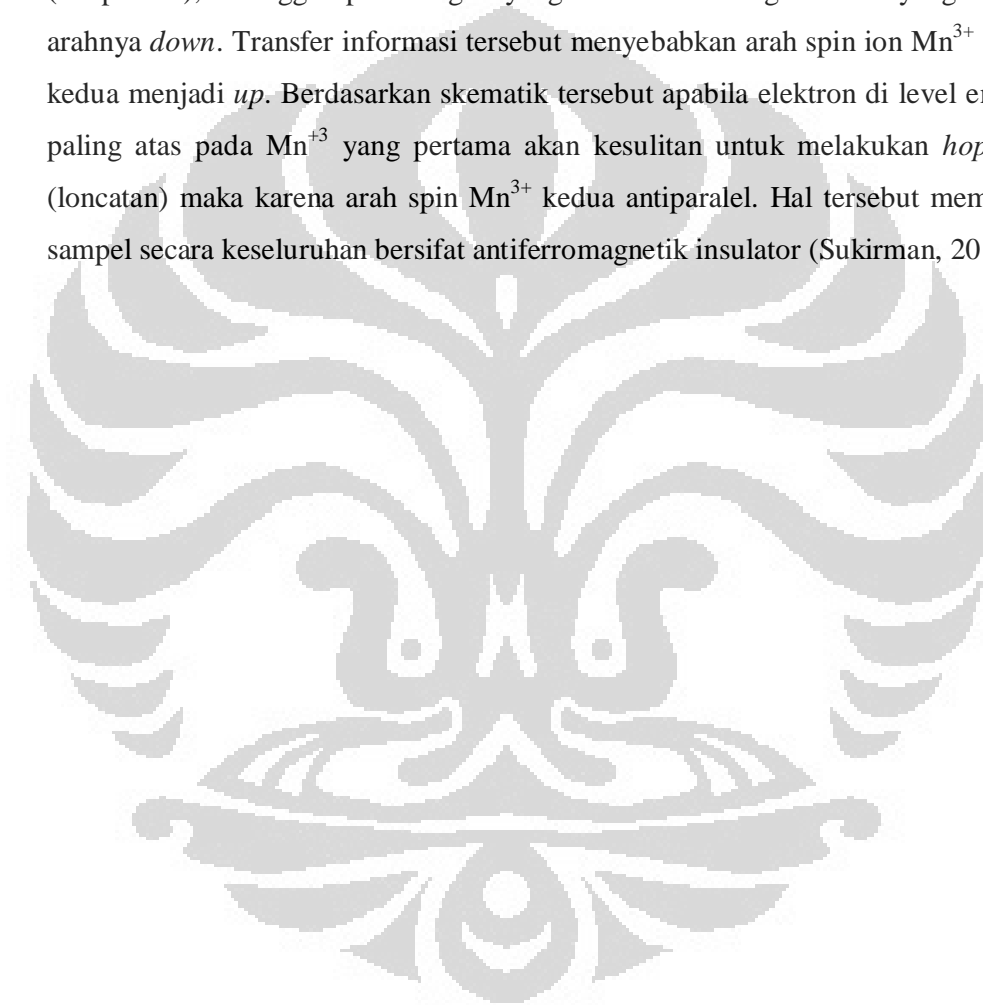 arahnya down. Transfer informasi tersebut menyebabkan arah spin ion Mn³⁺
kedua menjadi up. Berdasarkan skematik tersebut apabila elektron di level
paling atas pada Mn⁺³ yang pertama akan kesulitan untuk melakukan
(loncatan) maka karena arah spin Mn³⁺ kedua antiparalel. Hal tersebut
sampel secara keseluruhan bersifat antiferromagnetik insulator (Sukirman, 20